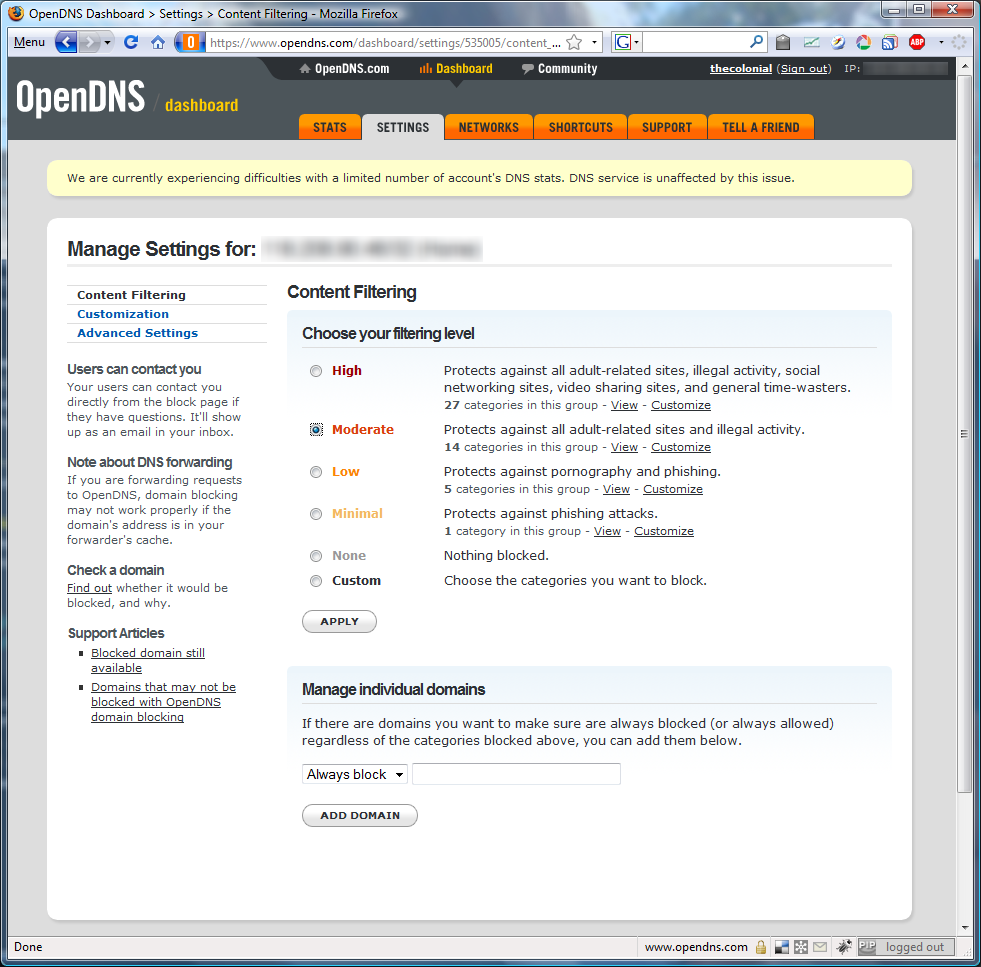 OpenDNS Dashboard > Settings > Content Filtering - Mozilla Firefox
Menu
https://www.opendns.com/dashboard/settings/535005/content_...
G
ABP
OpenDNS.com Dashboard Community
thecolonial (Sign out) IP:
OpenDNS / dashboard
STATS SETTINGS NETWORKS SHORTCUTS SUPPORT TELL A FRIEND
We are currently experiencing difficulties with a limited number of account's DNS stats. DNS service is unaffected by this issue.
Manage Settings for:
Content Filtering
Customization
Advanced Settings
Users can contact you
Your users can contact you
directly from the block page if
they have questions. It'll show
up as an email in your inbox.
Note about DNS forwarding
If you are forwarding requests
to OpenDNS, domain blocking
may not work properly if the
domain's address is in your
forwarder's cache.
Check a domain
Find out whether it would be
blocked, and why.
Support Articles
Blocked domain still
available
Domains that may not be
blocked with OpenDNS
domain blocking
Content Filtering
Choose your filtering level
High
Protects against all adult-related sites, illegal activity, social
networking sites, video sharing sites, and general time-wasters.
27 categories in this group - View - Customize
Moderate
Protects against all adult-related sites and illegal activity.
14 categories in this group - View - Customize
Low
Protects against pornography and phishing.
5 categories in this group - View - Customize
Minimal
Protects against phishing attacks.
1 category in this group - View - Customize
None
Nothing blocked.
Custom
Choose the categories you want to block.
APPLY
Manage individual domains
If there are domains you want to make sure are always blocked (or always allowed)
regardless of the categories blocked above, you can add them below.
Always block
ADD DOMAIN
Done
www.opendns.com
PIP logged out